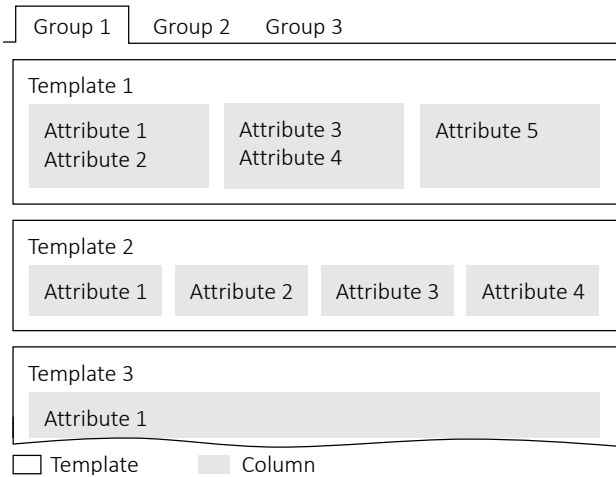 Group 1 Group 2 Group 3
Template 1
Attribute 1 Attribute 3 Attribute 5
Attribute 2 Attribute 4
Template 2
Attribute 1 Attribute 2 Attribute 3 Attribute 4
Template 3
Attribute 1
Template Column